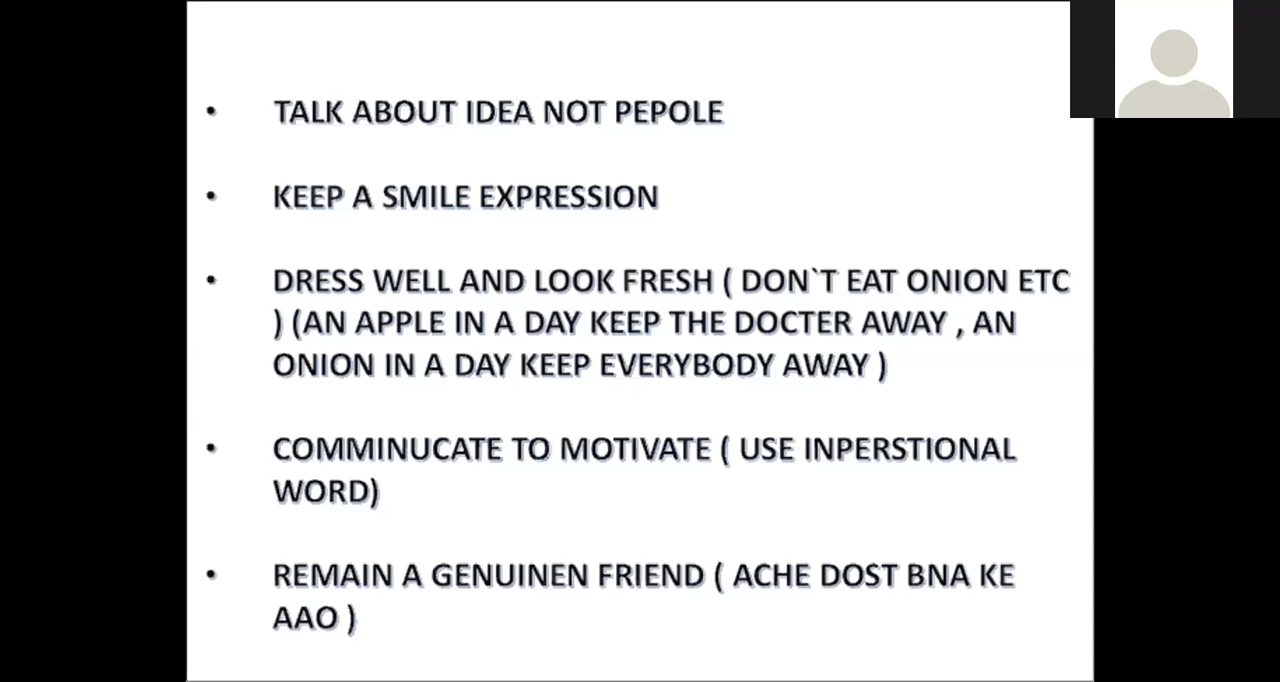 • TALK ABOUT IDEA NOT PEPOLE
• KEEP A SMILE EXPRESSION
• DRESS WELL AND LOOK FRESH ( DON`T EAT ONION ETC
) (AN APPLE IN A DAY KEEP THE DOCTER AWAY , AN
ONION IN A DAY KEEP EVERYBODY AWAY )
• COMMINUCATE TO MOTIVATE ( USE INPERSTIONAL
WORD)
• REMAIN A GENUINEN FRIEND ( ACHE DOST BNA KE
AAO )